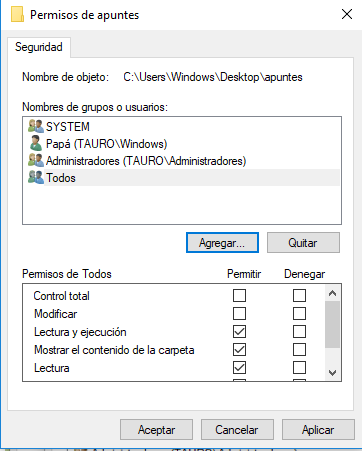 Permisos de apuntes
Seguridad
Nombre de objeto: C:\Users\Windows\Desktop\apuntes
Nombres de grupos o usuarios:
SYSTEM
Papá (TAURO\Windows)
Administradores (TAURO\Administradores)
Todos
Agregar... Quitar
Permisos de Todos Permitir Denegar
Control total
Modificar
Lectura y ejecución
Mostrar el contenido de la carpeta
Lectura
Aceptar Cancelar Aplicar